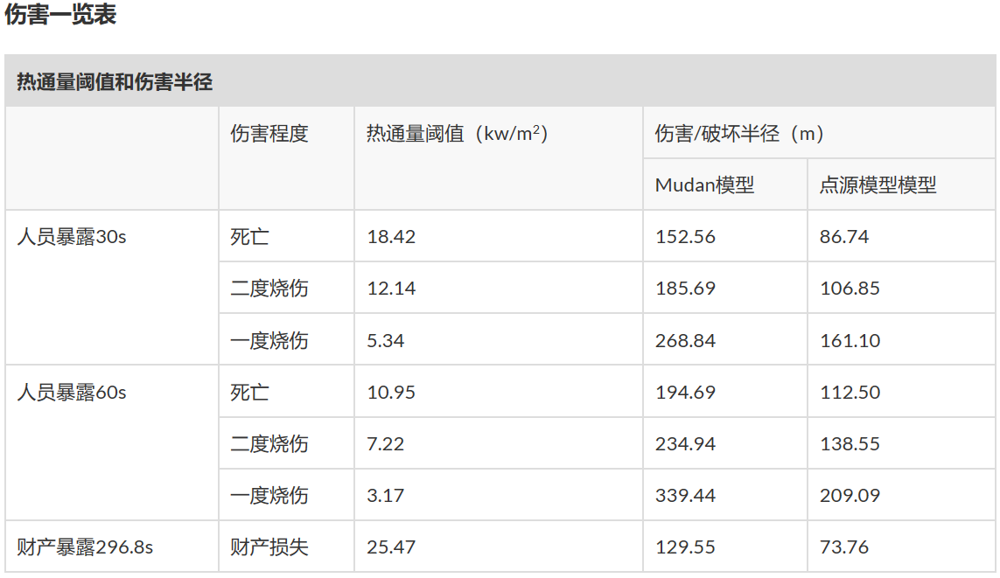 伤害一览表
热通量阈值和伤害半径
伤害程度 热通量阈值（kw/m²） 伤害/破坏半径（m）
Mudan模型 点源模型模型
人员暴露30s 死亡 18.42 152.56 86.74
二度烧伤 12.14 185.69 106.85
一度烧伤 5.34 268.84 161.10
人员暴露60s 死亡 10.95 194.69 112.50
二度烧伤 7.22 234.94 138.55
一度烧伤 3.17 339.44 209.09
财产暴露296.8s 财产损失 25.47 129.55 73.76